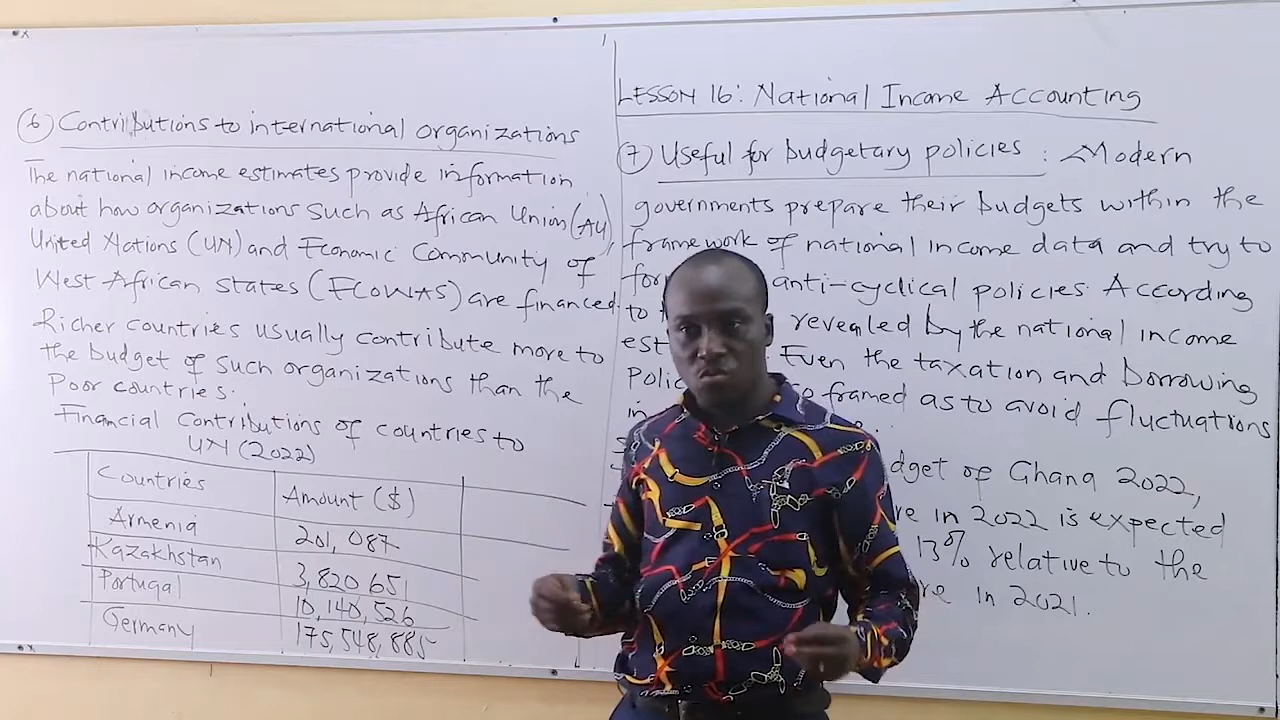 6 Contributions to international organizations
The national income estimates provide information
about how organizations such as African Union (AU),
United Nations (UN) and Economic Community of
West African States (ECOWAS) are financed.
Richer countries usually contribute more to
the budget of such organizations than the
Poor countries.
Financial Contributions of countries to
UN (2022)
Countries Amount ($)
Armenia 201,087
Kazakhstan 3,820 651
Portugal 10,140,526
Germany 175,548,885
LESSON 16: National Income Accounting
7 Useful for budgetary policies: Modern
governments prepare their budgets within the
framework of national income data and try to
anti-cyclical policies. According
to revealed by the national income
Even the taxation and borrowing
framed as to avoid fluctuations
in
of Ghana 2022,
in 2022 is expected
13% relative to the
in 2021.